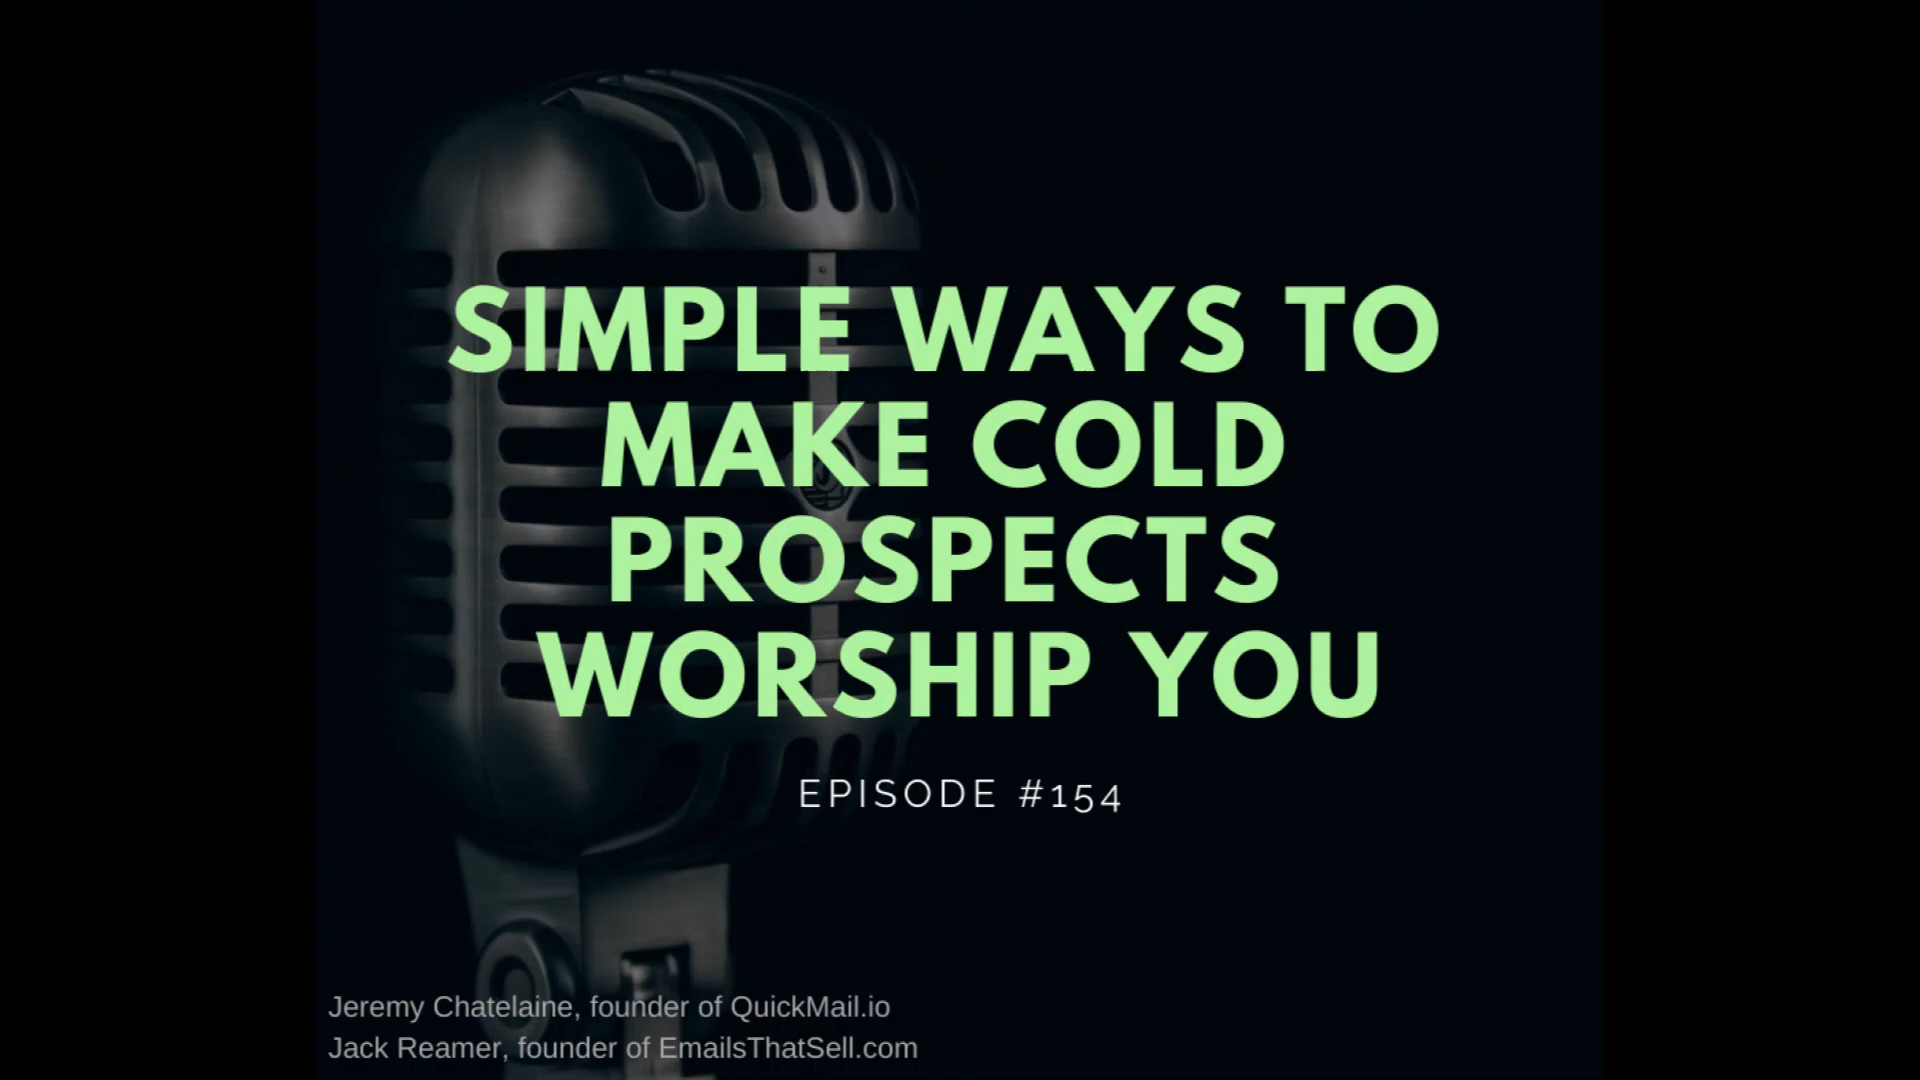 SIMPLE WAYS TO
MAKE COLD
PROSPECTS
WORSHIP YOU
EPISODE #154
Jeremy Chatelaine, founder of QuickMail.io
Jack Reamer, founder of EmailsThatSell.com